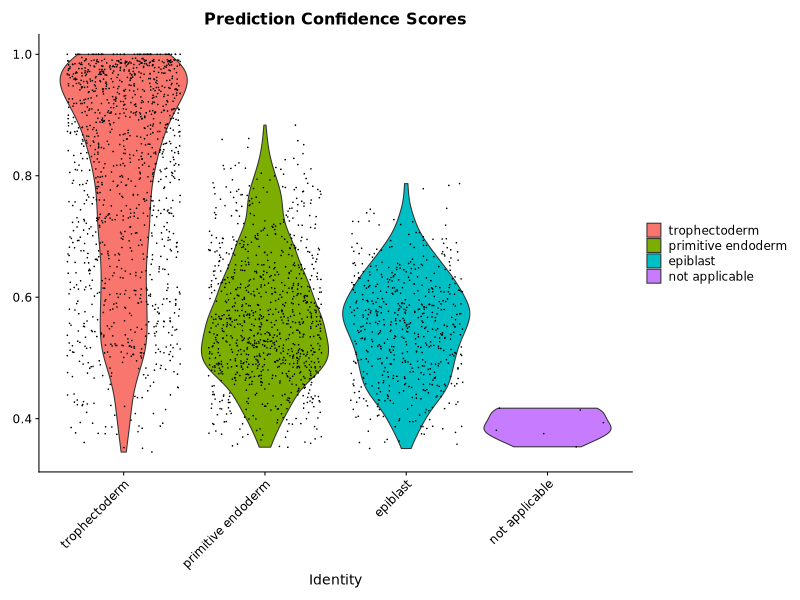 Prediction Confidence Scores
1.0
0.8
0.6
0.4
trophectoderm
primitive endoderm
epiblast
not applicable
Identity
trophectoderm
primitive endoderm
epiblast
not applicable